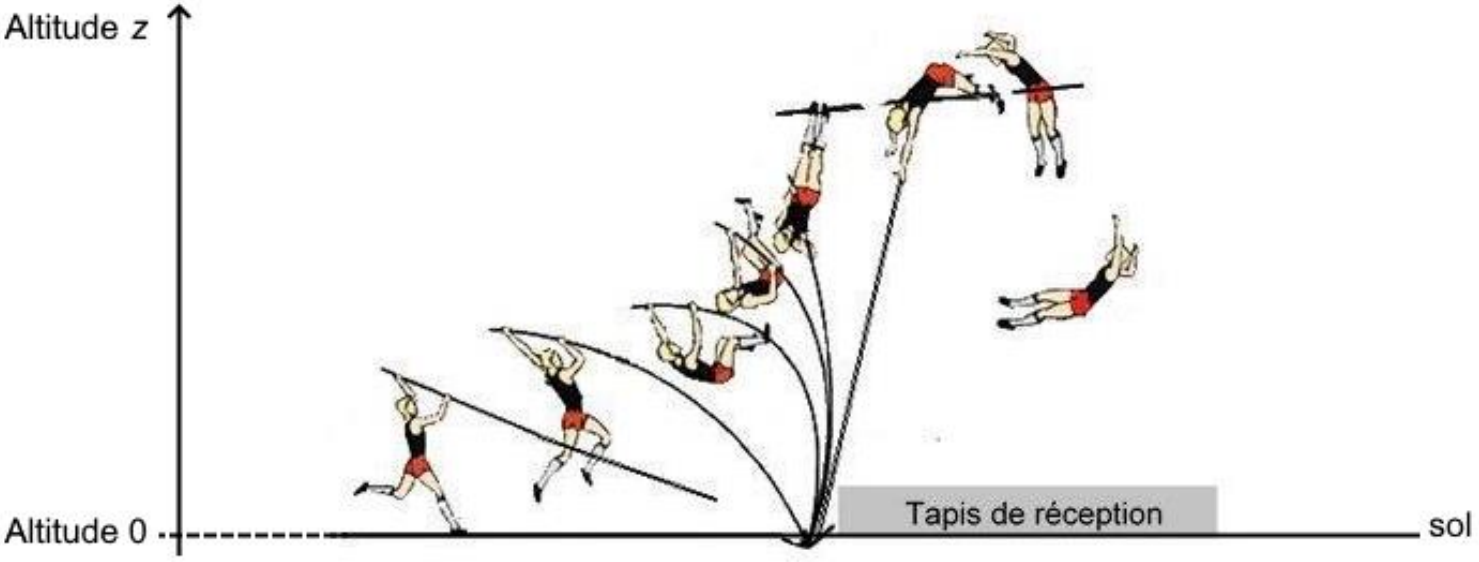 Altitude z
Tapis de réception
Altitude 0
sol